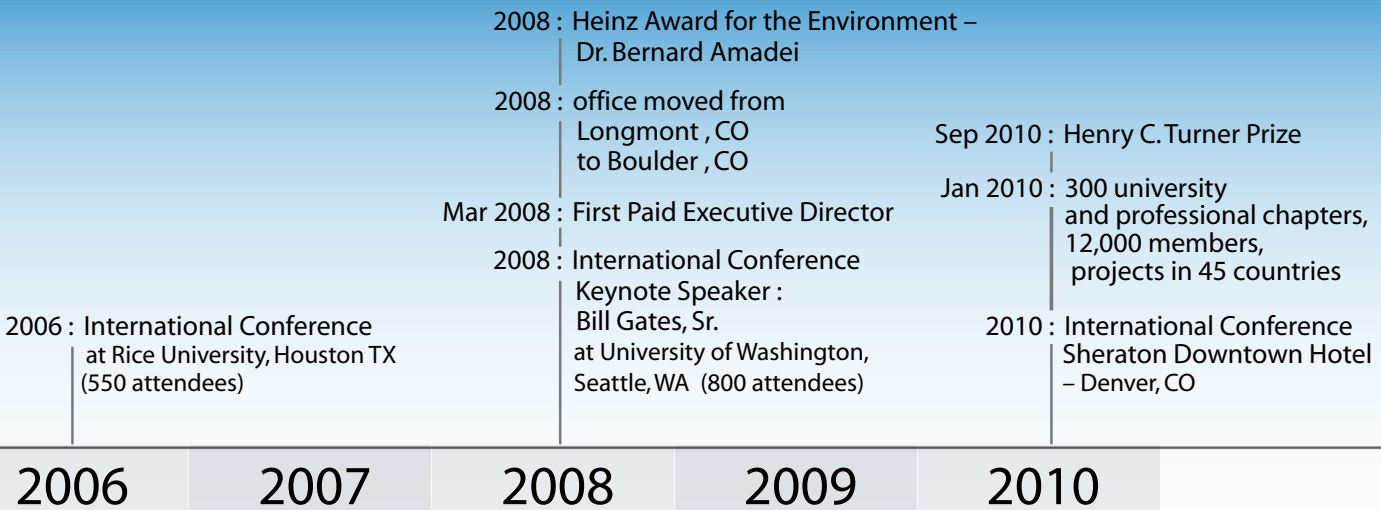 2008 : Heinz Award for the Environment –
Dr. Bernard Amadei
2008 : office moved from
Longmont , CO
to Boulder , CO
Mar 2008 : First Paid Executive Director
2008 : International Conference
Keynote Speaker :
Bill Gates, Sr.
at University of Washington,
Seattle, WA (800 attendees)
Sep 2010 : Henry C. Turner Prize
Jan 2010 : 300 university
and professional chapters,
12,000 members,
projects in 45 countries
2010 : International Conference
Sheraton Downtown Hotel
– Denver, CO
2006 : International Conference
at Rice University, Houston TX
(550 attendees)
2006 2007 2008 2009 2010